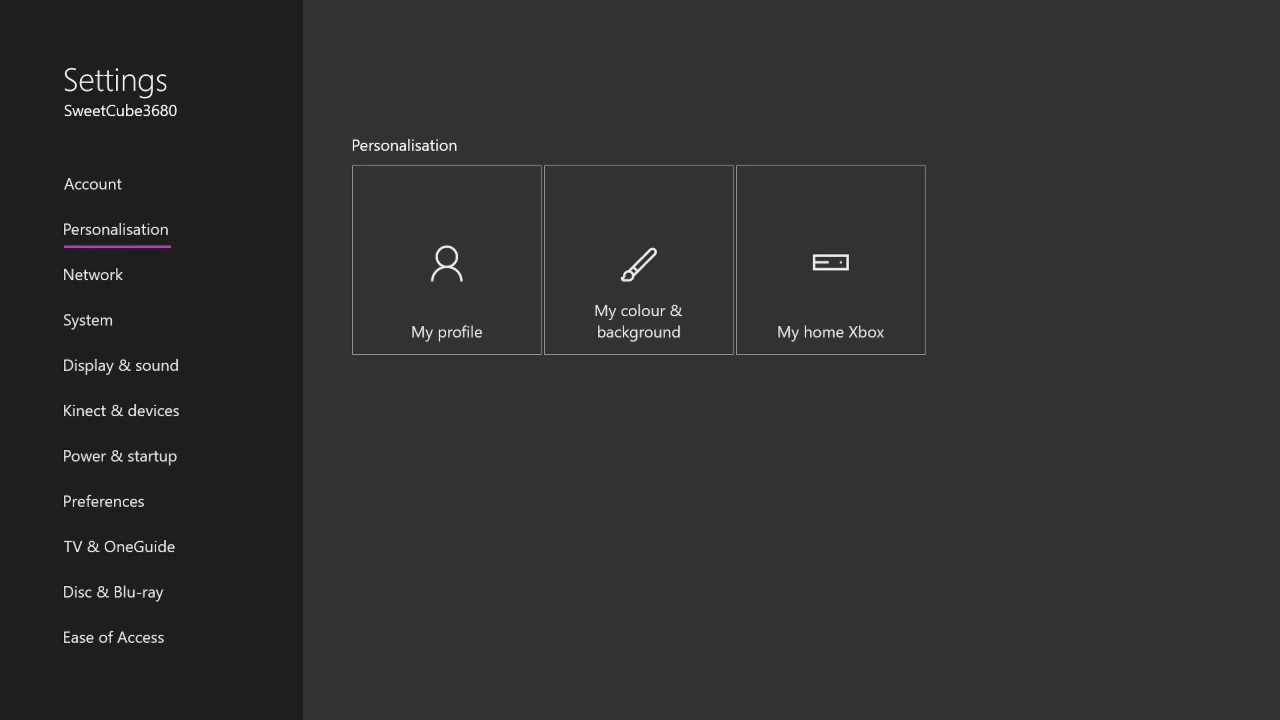 Settings
SweetCube3680
Account
Personalisation
Network
System
Display & sound
Kinect & devices
Power & startup
Preferences
TV & OneGuide
Disc & Blu-ray
Ease of Access
Personalisation
My profile
My colour &
background
My home Xbox